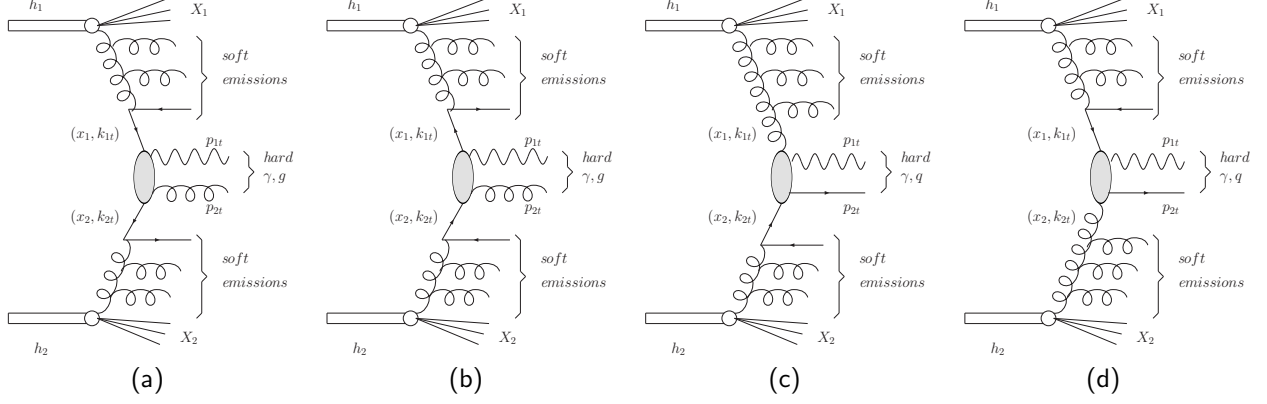 h₁
X₁
soft
emissions
(x₁, k₁ₜ)
p₁ₜ
hard
γ, g
p₂ₜ
(x₂, k₂ₜ)
soft
emissions
X₂
h₂
(a)
h₁
X₁
soft
emissions
(x₁, k₁ₜ)
p₁ₜ
hard
γ, g
p₂ₜ
(x₂, k₂ₜ)
soft
emissions
X₂
h₂
(b)
h₁
X₁
soft
emissions
(x₁, k₁ₜ)
p₁ₜ
hard
γ, q
p₂ₜ
(x₂, k₂ₜ)
soft
emissions
X₂
h₂
(c)
h₁
X₁
soft
emissions
(x₁, k₁ₜ)
p₁ₜ
hard
γ, q
p₂ₜ
(x₂, k₂ₜ)
soft
emissions
X₂
h₂
(d)